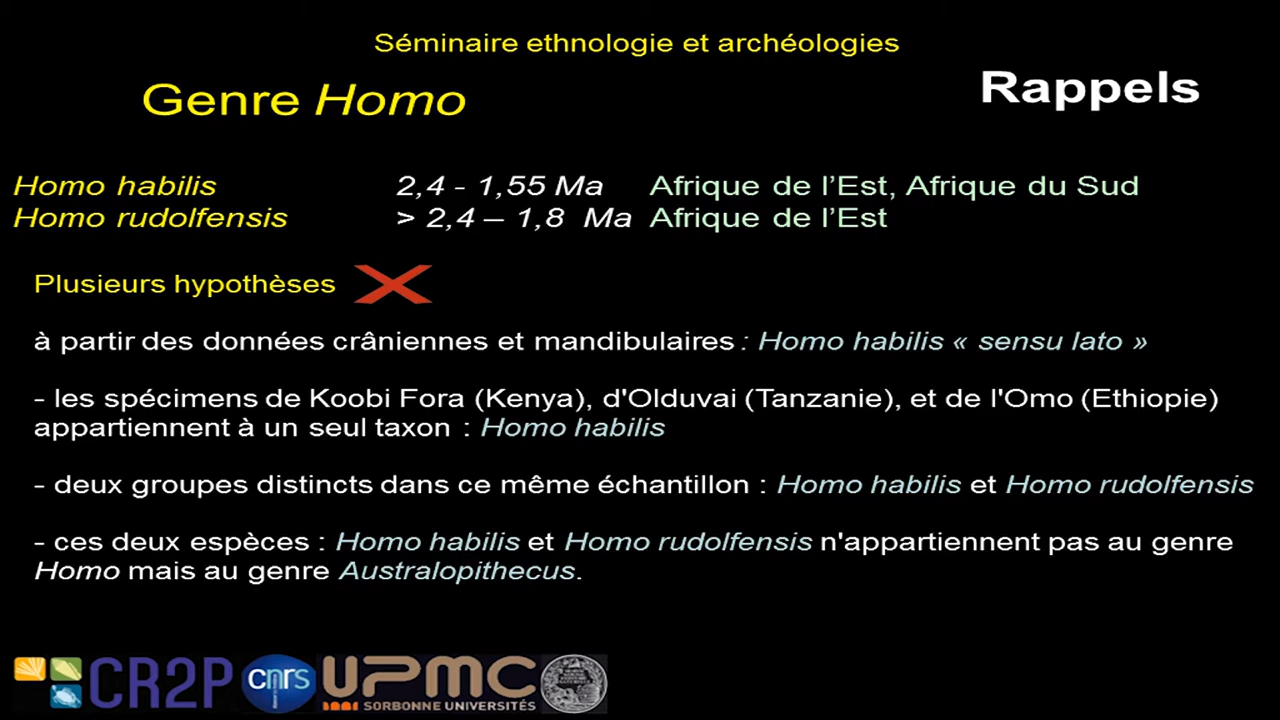 Séminaire ethnologie et archéologies
Genre Homo
Rappels
Homo habilis 2,4 - 1,55 Ma Afrique de l’Est, Afrique du Sud
Homo rudolfensis > 2,4 – 1,8 Ma Afrique de l’Est
Plusieurs hypothèses
à partir des données crâniennes et mandibulaires : Homo habilis « sensu lato »
- les spécimens de Koobi Fora (Kenya), d'Olduvai (Tanzanie), et de l'Omo (Ethiopie)
appartiennent à un seul taxon : Homo habilis
- deux groupes distincts dans ce même échantillon : Homo habilis et Homo rudolfensis
- ces deux espèces : Homo habilis et Homo rudolfensis n'appartiennent pas au genre
Homo mais au genre Australopithecus.
CR2P cnrs UPMC
SORBONNE UNIVERSITÉS